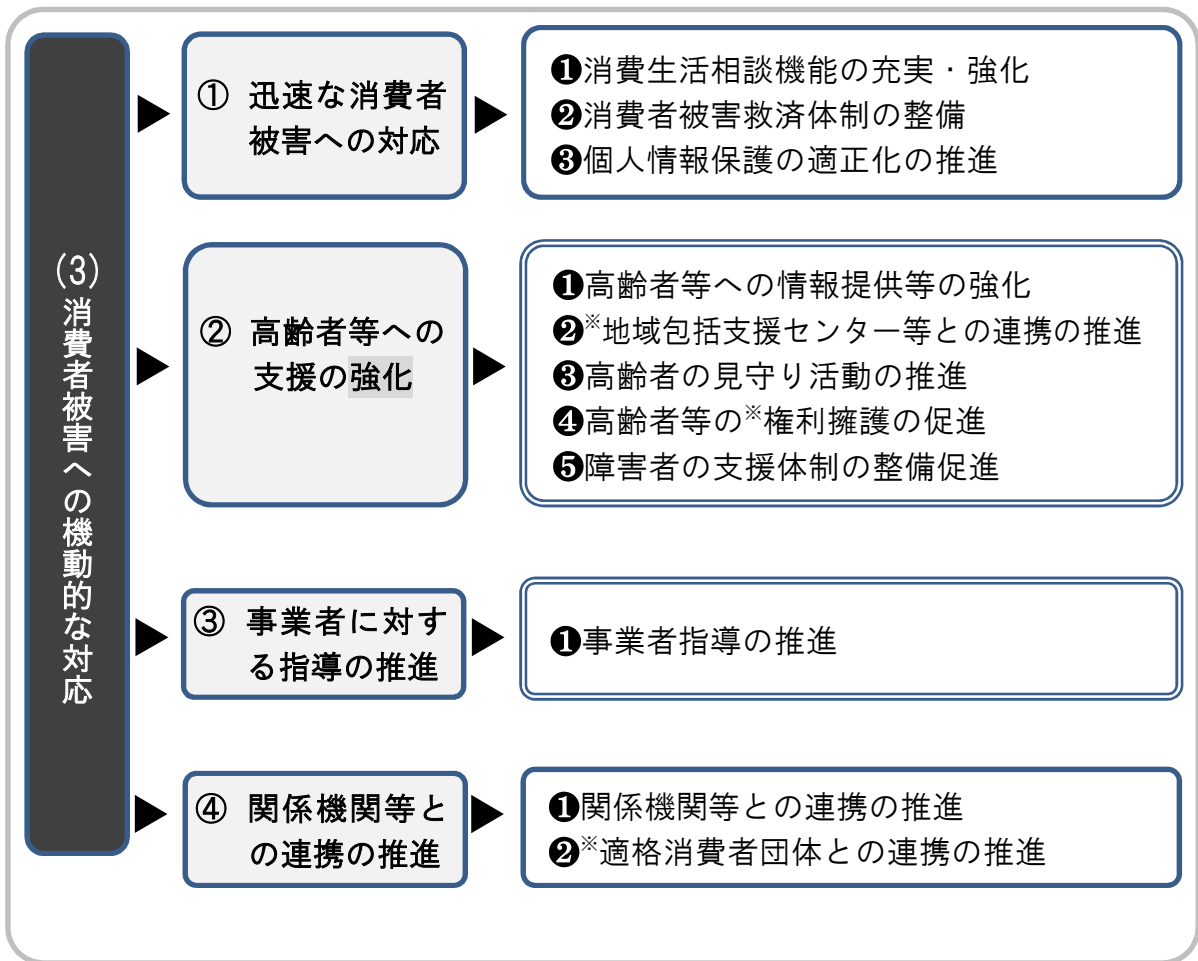 (3)消費者被害への機動的な対応
① 迅速な消費者
被害への対応
❶消費生活相談機能の充実・強化
❷消費者被害救済体制の整備
❸個人情報保護の適正化の推進
② 高齢者等への
支援の強化
❶高齢者等への情報提供等の強化
❷※地域包括支援センター等との連携の推進
❸高齢者の見守り活動の推進
❹高齢者等の※権利擁護の促進
❺障害者の支援体制の整備促進
③ 事業者に対す
る指導の推進
❶事業者指導の推進
④ 関係機関等と
の連携の推進
❶関係機関等との連携の推進
❷※適格消費者団体との連携の推進